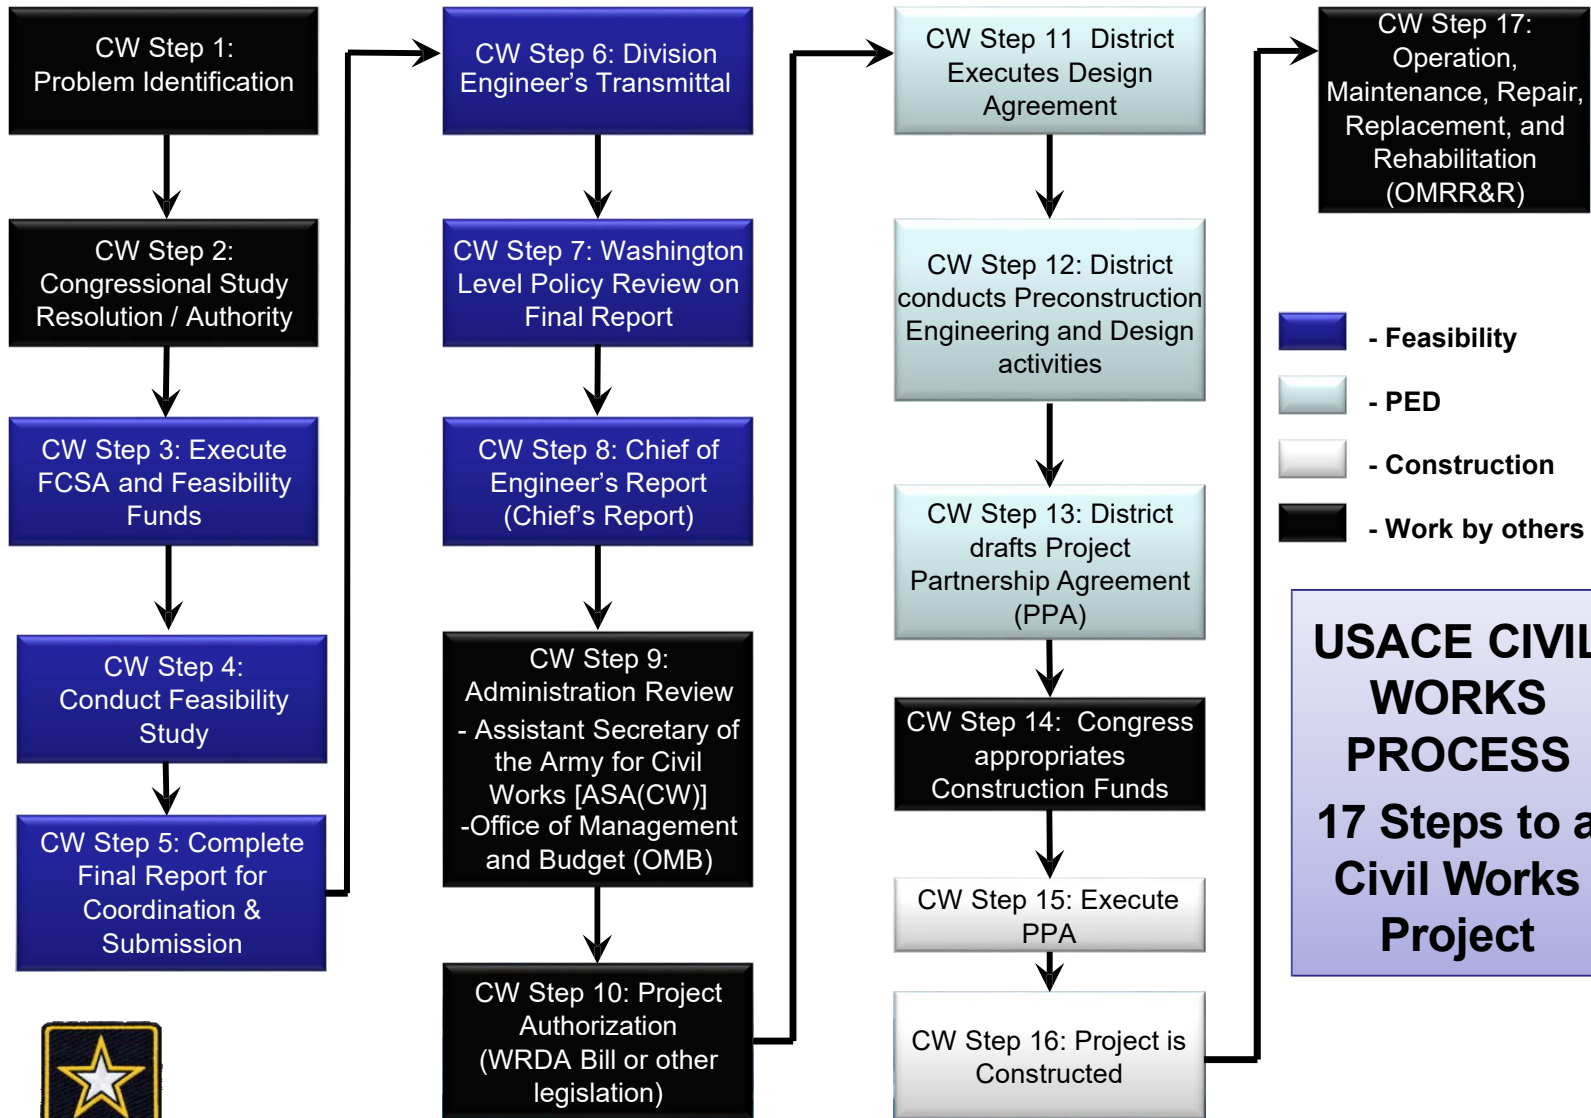 CW Step 1:
Problem Identification
CW Step 2:
Congressional Study
Resolution / Authority
CW Step 3: Execute
FCSA and Feasibility
Funds
CW Step 4:
Conduct Feasibility
Study
CW Step 5: Complete
Final Report for
Coordination &
Submission
CW Step 6: Division
Engineer’s Transmittal
CW Step 7: Washington
Level Policy Review on
Final Report
CW Step 8: Chief of
Engineer’s Report
(Chief’s Report)
CW Step 9:
Administration Review
- Assistant Secretary of
the Army for Civil
Works [ASA(CW)]
-Office of Management
and Budget (OMB)
CW Step 10: Project
Authorization
(WRDA Bill or other
legislation)
CW Step 11 District
Executes Design
Agreement
CW Step 12: District
conducts Preconstruction
Engineering and Design
activities
CW Step 13: District
drafts Project
Partnership Agreement
(PPA)
CW Step 14: Congress
appropriates
Construction Funds
CW Step 15: Execute
PPA
CW Step 16: Project is
Constructed
CW Step 17:
Operation,
Maintenance, Repair,
Replacement, and
Rehabilitation
(OMRR&R)
- Feasibility
- PED
- Construction
- Work by others
USACE CIVIL
WORKS
PROCESS
17 Steps to a
Civil Works
Project